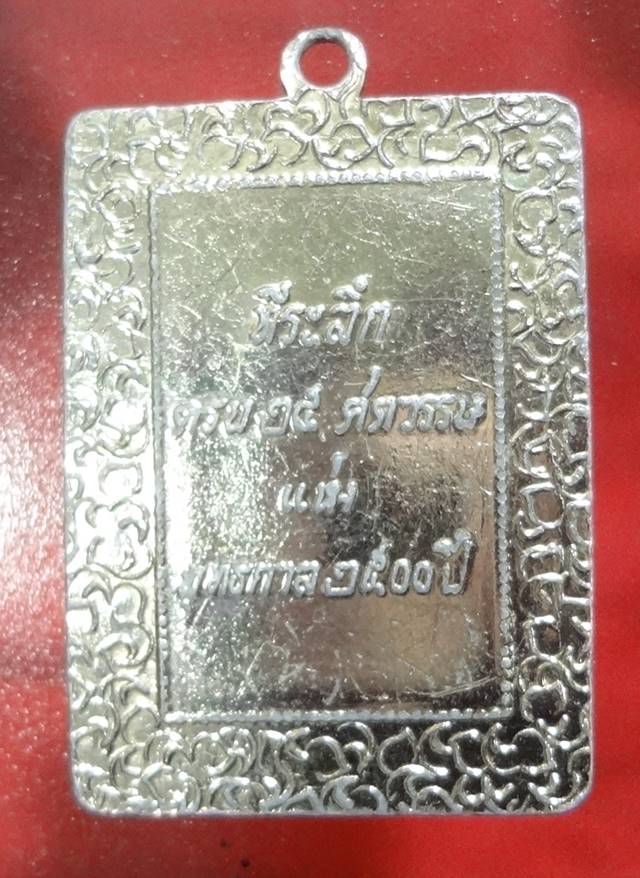 ที่ระลึก
ครบ ๒๕ ศตวรรษ
แห่ง
พุทธกาล ๒๕๐๐ ปี